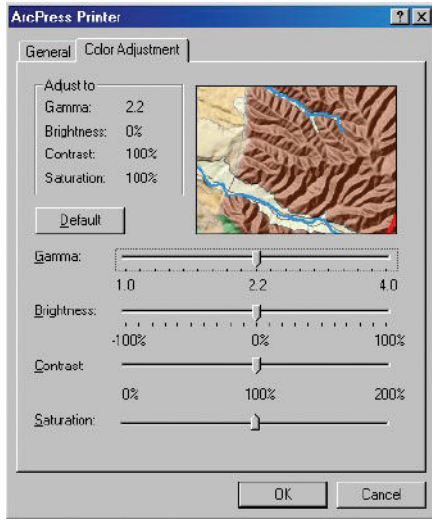 ArcPress Printer
General
Color Adjustment
Adjust to
Gamma: 2.2
Brightness: 0%
Contrast: 100%
Saturation: 100%
Default
Gamma:
1.0 2.2 4.0
Brightness:
-100% 0% 100%
Contrast
0% 100% 200%
Saturation:
OK Cancel